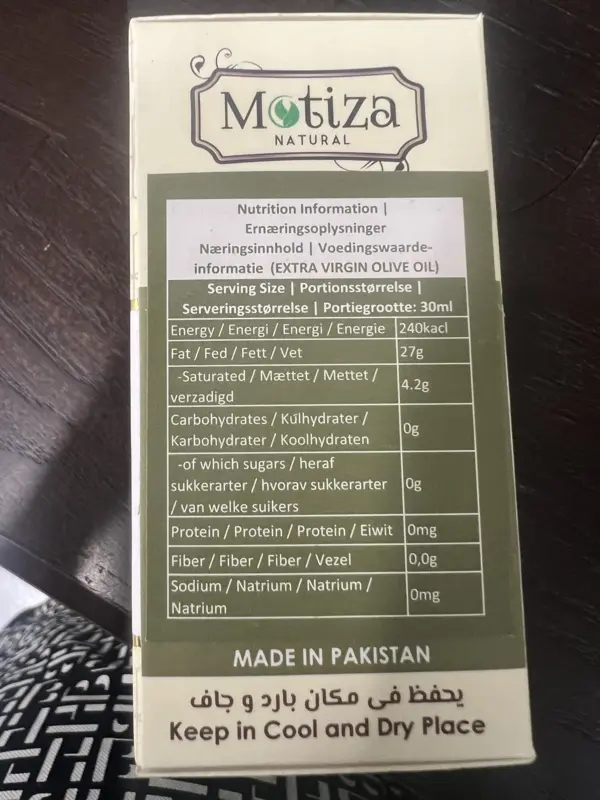 Motiza
NATURAL
Nutrition Information |
Ernæringsoplysninger
Næringsinnhold | Voedingswaarde-
informatie (EXTRA VIRGIN OLIVE OIL)
Serving Size | Portionsstørrelse |
Serveringsstørrelse | Portiegrootte: 30ml
Energy / Energi / Energi / Energie 240kacl
Fat / Fed / Fett / Vet 27g
-Saturated / Mættet / Mettet /
verzadigd 4.2g
Carbohydrates / Kulhydrater /
Karbohydrater / Koolhydraten 0g
-of which sugars / heraf
sukkerarter / hvorav sukkerarter 0g
/ van welke suikers
Protein / Protein / Protein / Eiwit 0mg
Fiber / Fiber / Fiber / Vezel 0,0g
Sodium / Natrium / Natrium /
Natrium 0mg
MADE IN PAKISTAN
يحفظ في مكان بارد و جاف
Keep in Cool and Dry Place